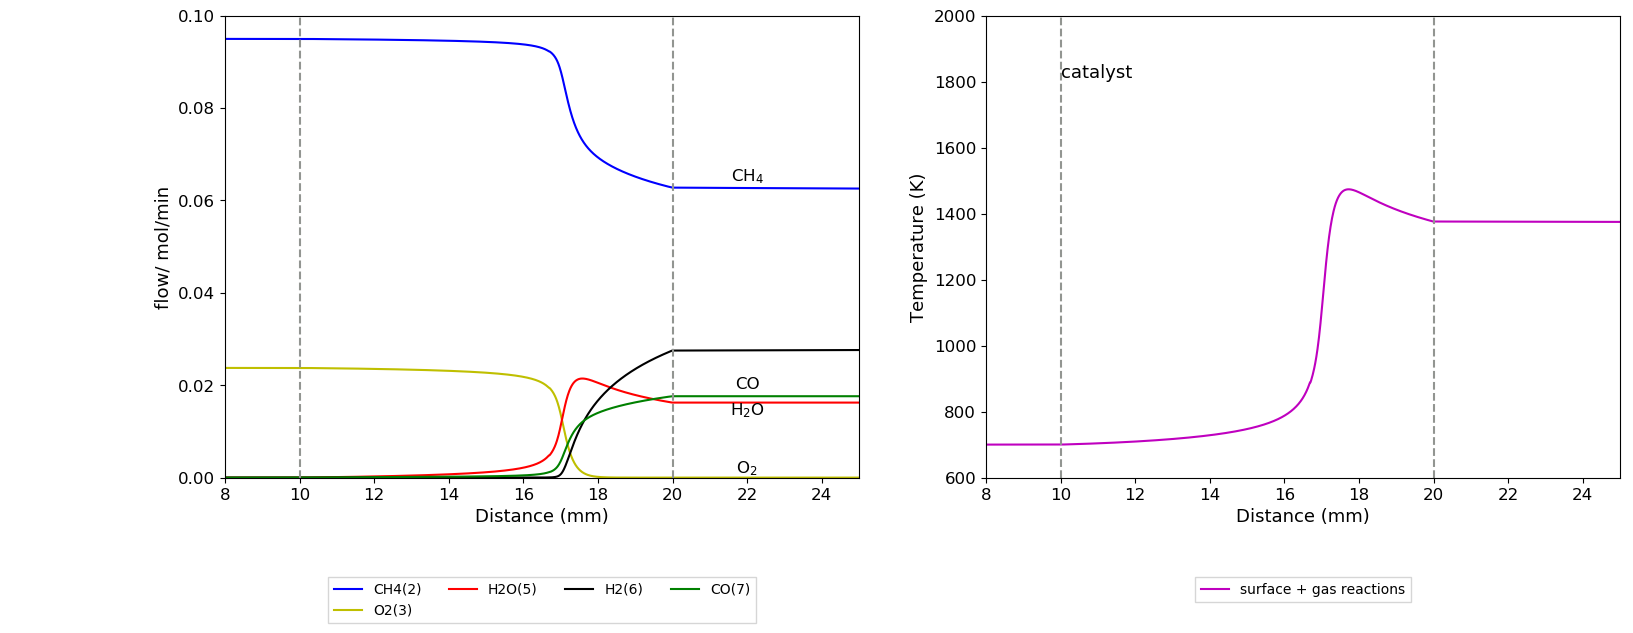 0.10
0.08
0.06
0.04
0.02
0.00
flow/ mol/min
CH₄
CO
H₂O
O₂
8 10 12 14 16 18 20 22 24
Distance (mm)
CH4(2) H2O(5) H2(6) CO(7)
O2(3)
2000
1800
1600
1400
1200
1000
800
600
Temperature (K)
catalyst
8 10 12 14 16 18 20 22 24
Distance (mm)
surface + gas reactions